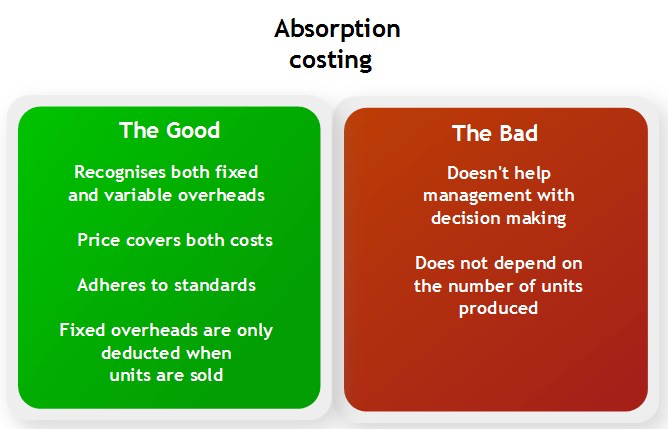 Absorption
costing
The Good
Recognises both fixed
and variable overheads
Price covers both costs
Adheres to standards
Fixed overheads are only
deducted when
units are sold
The Bad
Doesn't help
management with
decision making
Does not depend on
the number of units
produced